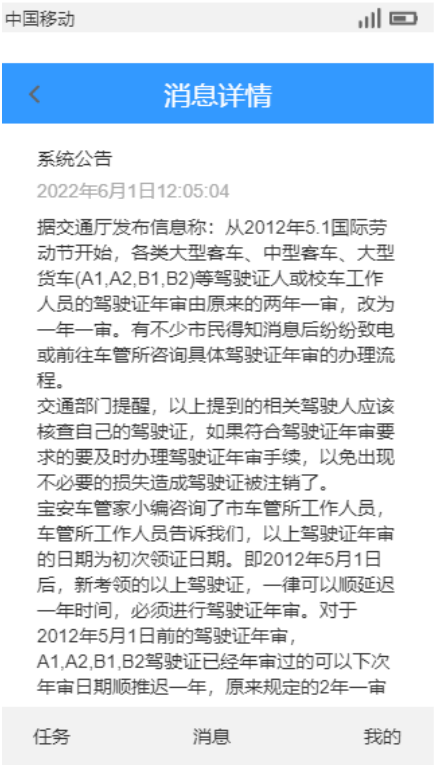 中国移动
消息详情
系统公告
2022年6月1日12:05:04
据交通厅发布信息称：从2012年5.1国际劳
动节开始，各类大型客车、中型客车、大型
货车(A1,A2,B1,B2)等驾驶证人或校车工作
人员的驾驶证年审由原来的两年一审，改为
一年一审。有不少市民得知消息后纷纷致电
或前往车管所咨询具体驾驶证年审的办理流
程。
交通部门提醒，以上提到的相关驾驶人应该
核查自己的驾驶证，如果符合驾驶证年审要
求的要及时办理驾驶证年审手续，以免出现
不必要的损失造成驾驶证被注销了。
宝安车管家小编咨询了市车管所工作人员，
车管所工作人员告诉我们，以上驾驶证年审
的日期为初次领证日期。即2012年5月1日
后，新考领的以上驾驶证，一律可以顺延迟
一年时间，必须进行驾驶证年审。对于
2012年5月1日前的驾驶证年审，
A1,A2,B1,B2驾驶证已经年审过的可以下次
年审日期顺推迟一年，原来规定的2年一审
任务
消息
我的